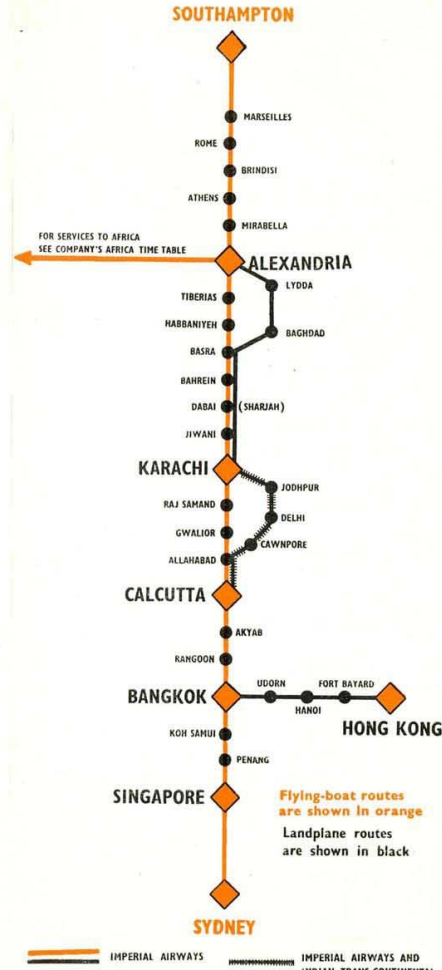 SOUTHAMPTON
MARSEILLES
ROME
BRINDISI
ATHENS
MIRABELLA
FOR SERVICES TO AFRICA
SEE COMPANY'S AFRICA TIME TABLE
ALEXANDRIA
LYDDA
TIBERIAS
HABBANIYEH
BAGHDAD
BASRA
BAHREIN
DABAI (SHARJAH)
JIWANI
KARACHI
JODHPUR
RAJ SAMAND
DELHI
GWALIOR
CAWNPORE
ALLAHABAD
CALCUTTA
AKYAB
RANGOON
UDORN FORT BAYARD
BANGKOK
HANOI
HONG KONG
KOH SAMUI
PENANG
SINGAPORE
Flying-boat routes
are shown in orange
Landplane routes
are shown in black
SYDNEY
IMPERIAL AIRWAYS
IMPERIAL AIRWAYS AND
INDIAN TRANS-CONTINENTAL